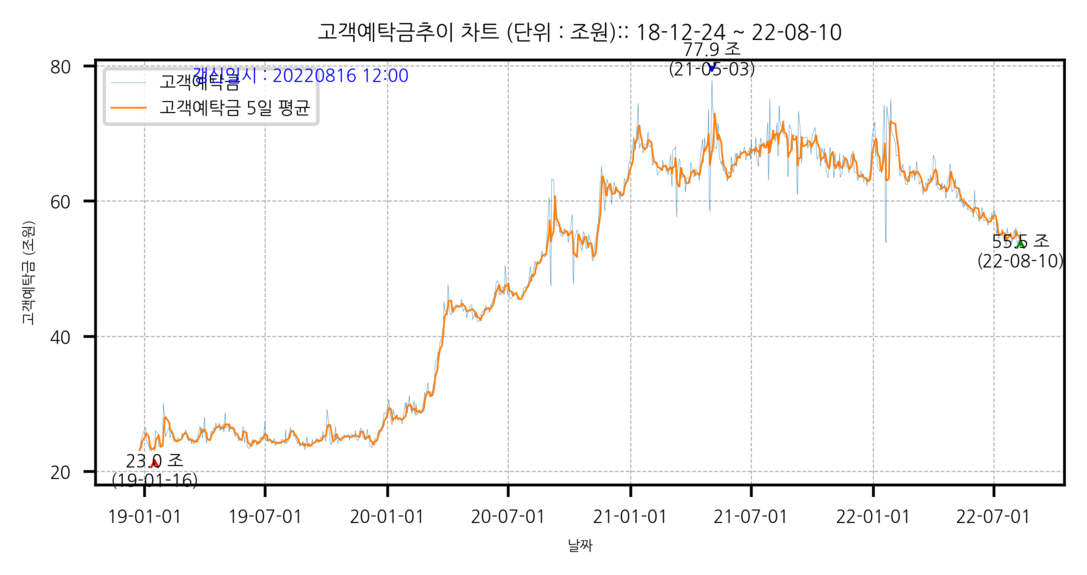 고객예탁금추이 차트 (단위 : 조원):: 18-12-24 ~ 22-08-10
77.9 조
(21-05-03)
갱신일시 : 20220816 12:00
고객예탁금
고객예탁금 5일 평균
80
60
40
20
고객예탁금 (조원)
55.5 조
(22-08-10)
23.0 조
(19-01-16)
19-01-01
19-07-01
20-01-01
20-07-01
21-01-01
21-07-01
22-01-01
22-07-01
날짜